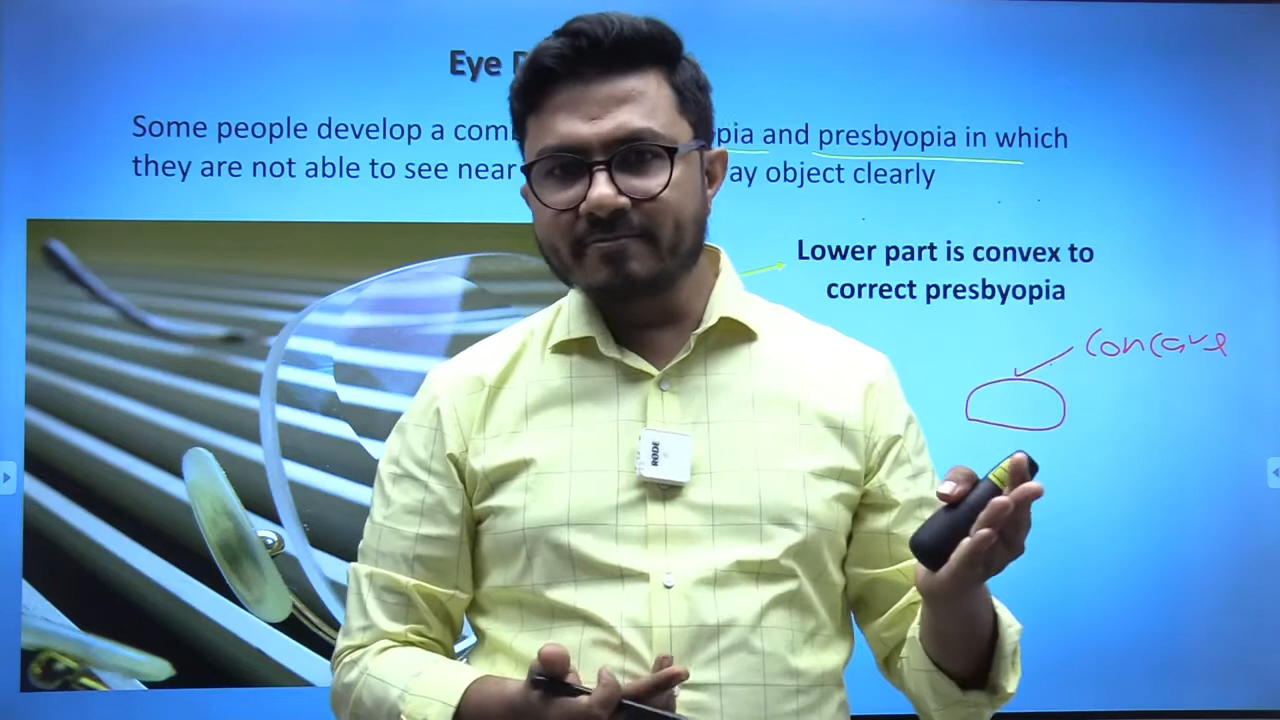 Eye
Some people develop a com pia and presbyopia in which
they are not able to see near ay object clearly
Lower part is convex to
correct presbyopia
Concave
RØDE